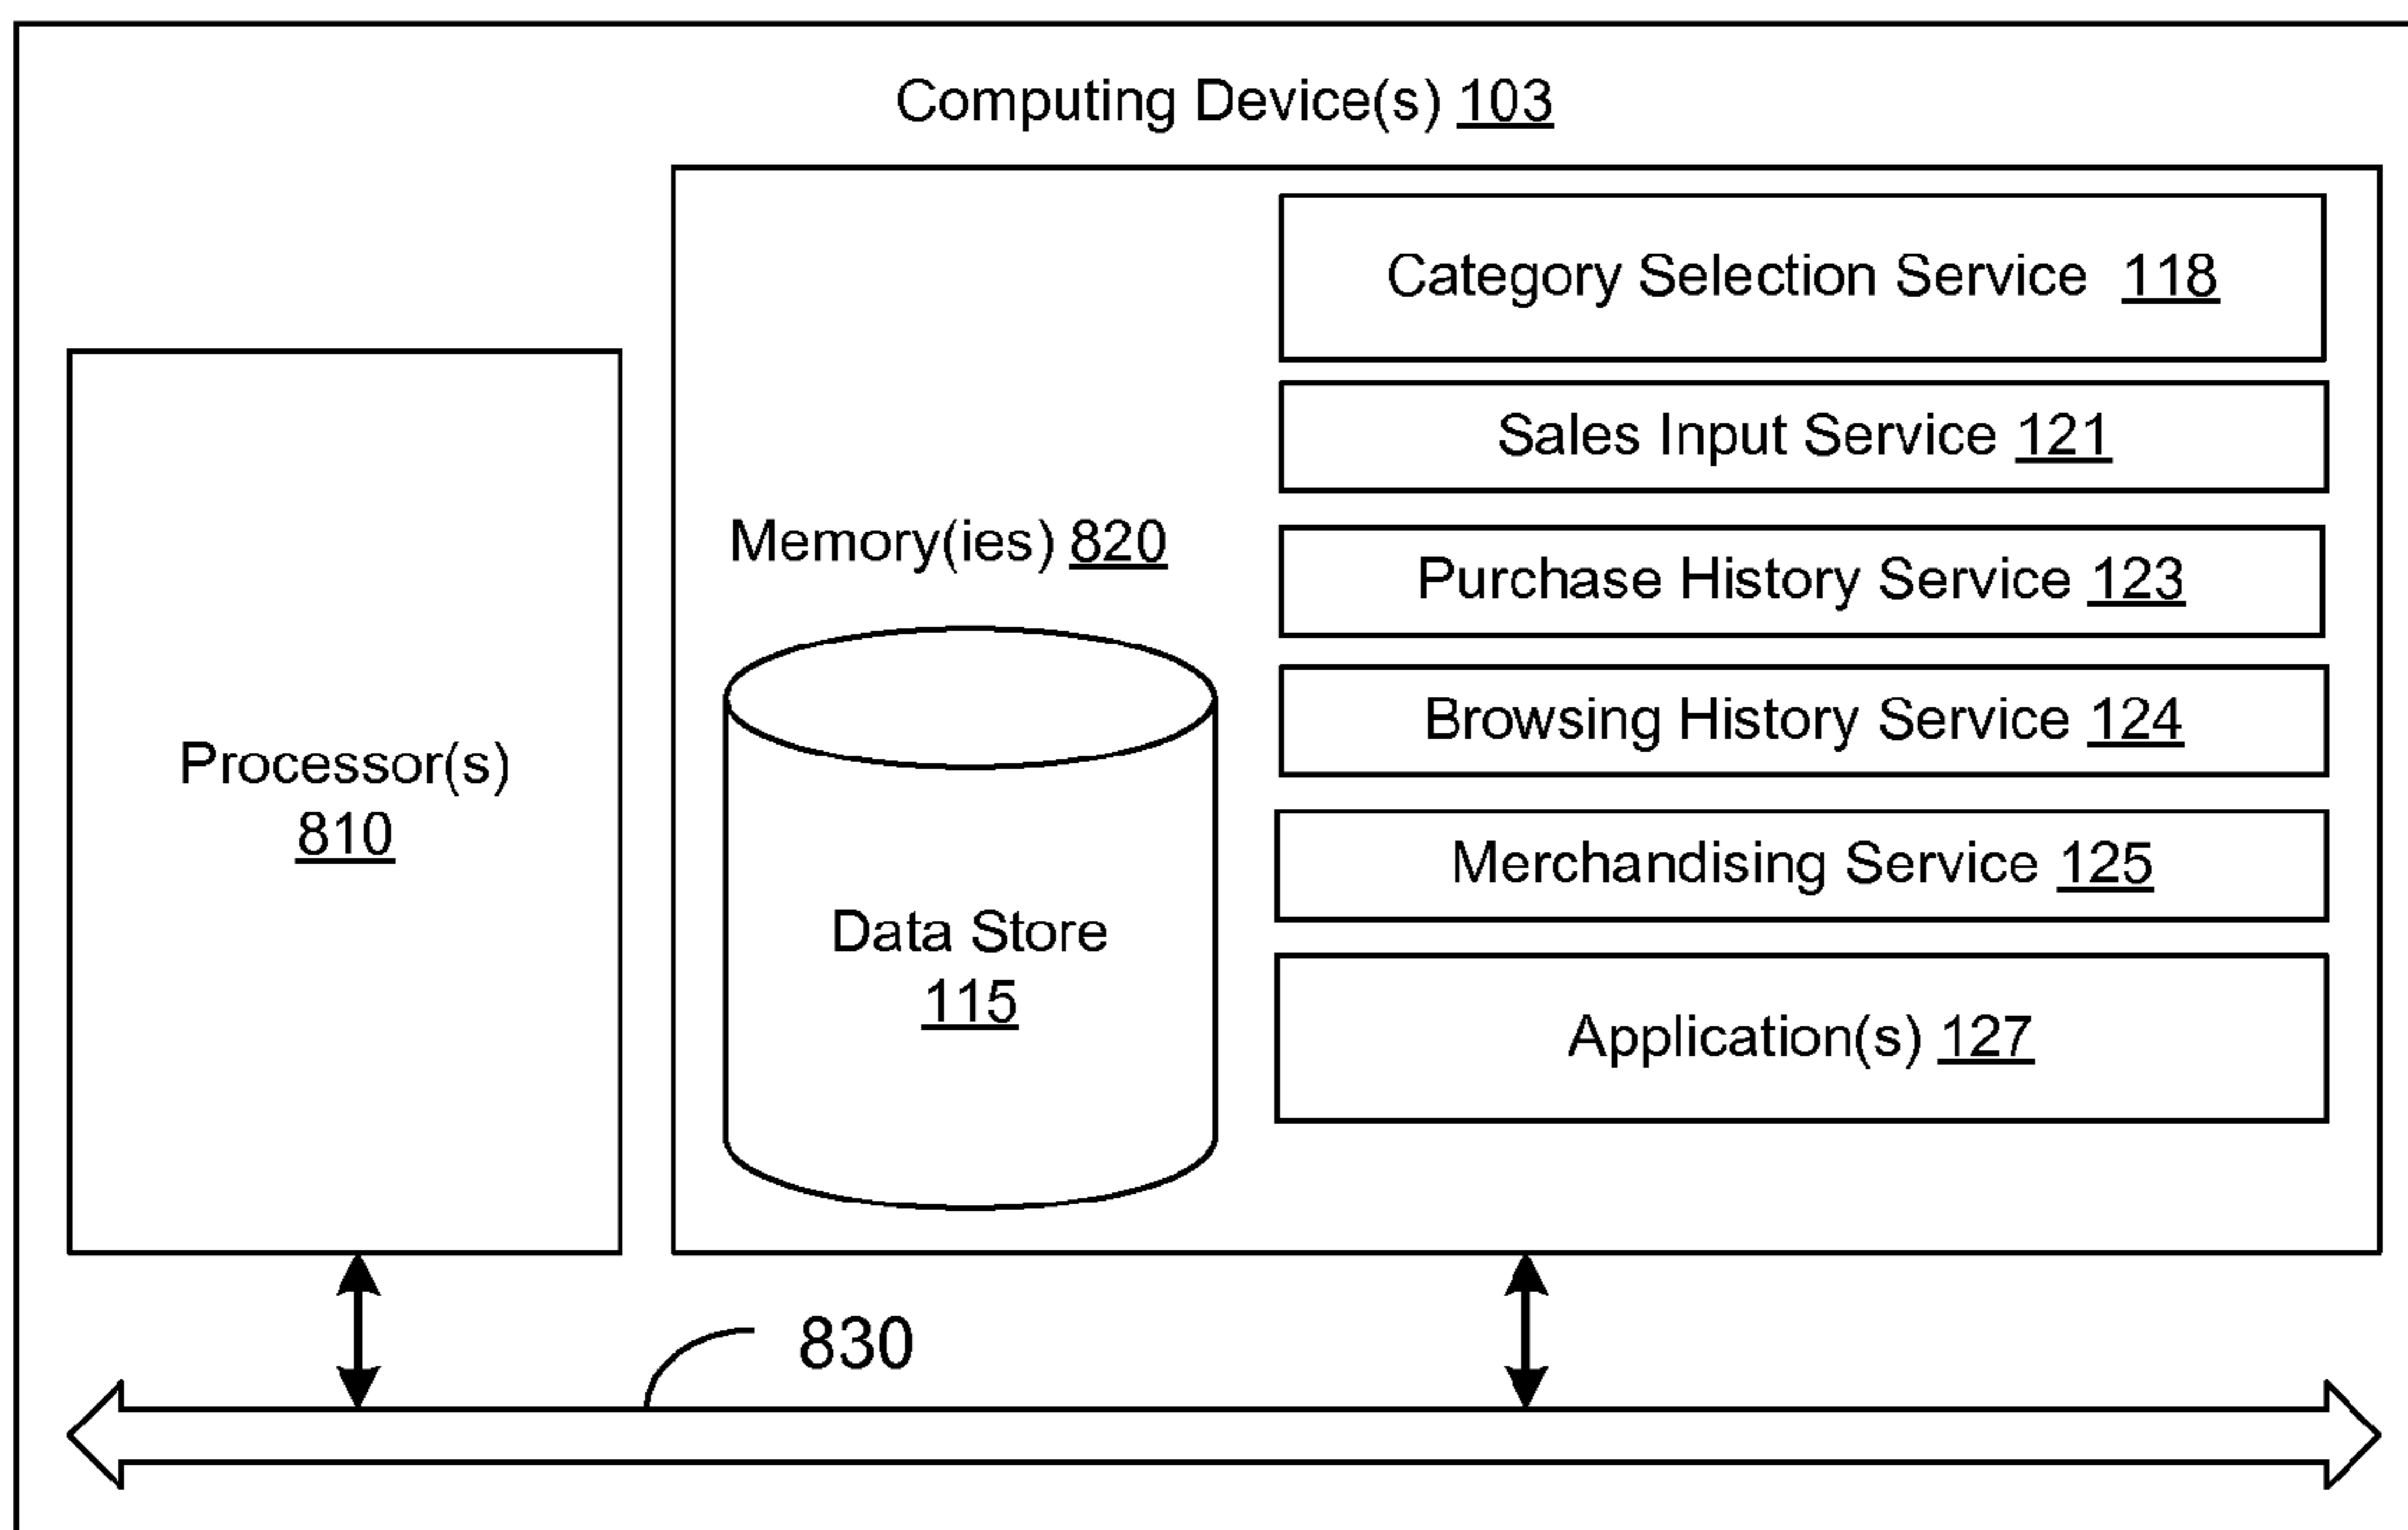 Computing Device(s) 103
Category Selection Service 118
Sales Input Service 121
Memory(ies) 820
Purchase History Service 123
Browsing History Service 124
Processor(s)
810
Merchandising Service 125
Data Store
115
Application(s) 127
830